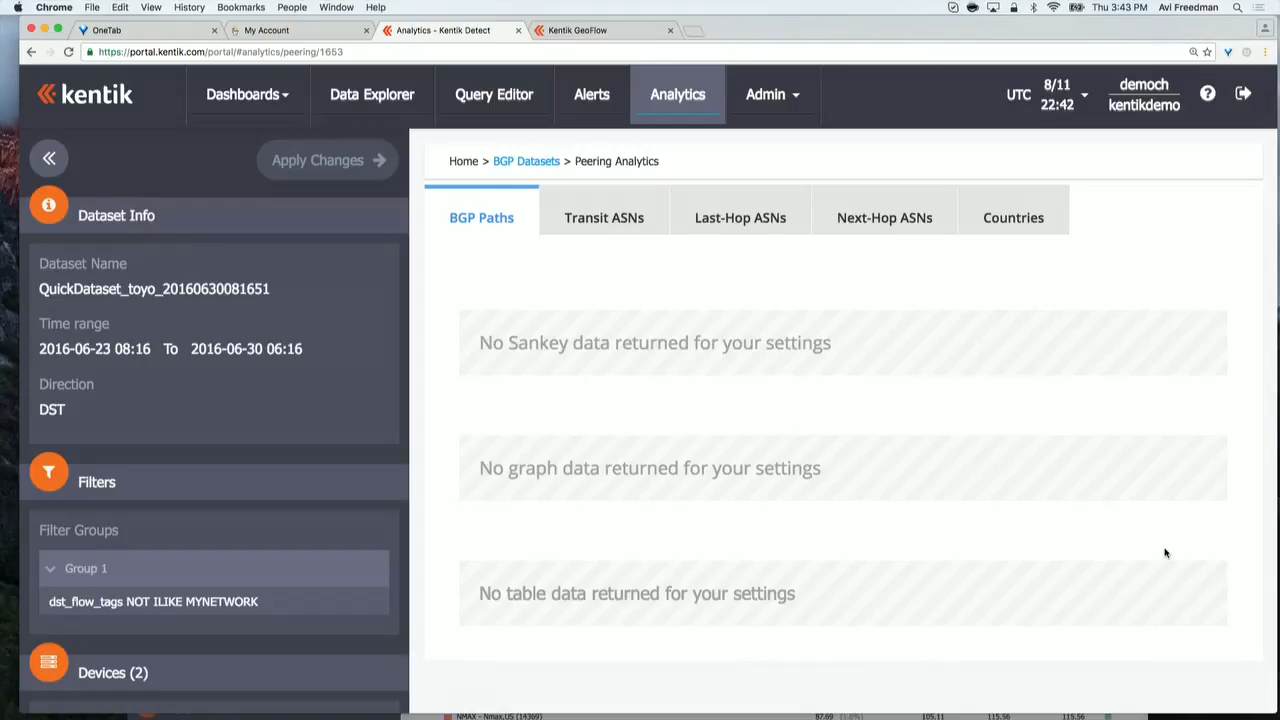 Chrome File Edit View History Bookmarks People Window Help
Thu 3:43 PM Avi Freedman
OneTab
My Account
Analytics - Kentik Detect
Kentik GeoFlow
https://portal.kentik.com/portal/#analytics/peering/1653
kentik
Dashboards
Data Explorer
Query Editor
Alerts
Analytics
Admin
UTC
8/11
22:42
democh
kentikdemo
Apply Changes
Home > BGP Datasets > Peering Analytics
Dataset Info
BGP Paths
Transit ASNs
Last-Hop ASNs
Next-Hop ASNs
Countries
Dataset Name
QuickDataset_toyo_20160630081651
Time range
2016-06-23 08:16 To 2016-06-30 06:16
Direction
DST
No Sankey data returned for your settings
No graph data returned for your settings
No table data returned for your settings
Filters
Filter Groups
Group 1
dst_flow_tags NOT ILIKE MYNETWORK
Devices (2)
NMAX - Nmax,US (14369) 87.69 (1.0%) 105.11 115.56 115.56